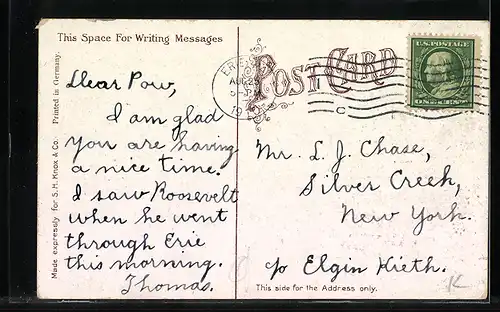 This Space For Writing Messages
Printed in Germany.
Made expressly for S.H. Knox & Co.
Dear Pow,
I am glad
you are having
a nice time.
I saw Roosevelt
when he went
through Erie
this morning.
Thomas.
POST CARD
U.S. POSTAGE
ERIE
AUG
C
Mr. L. J. Chase,
Silver Creek,
New York.
c/o Elgin Kieth.
This side for the Address only.
K